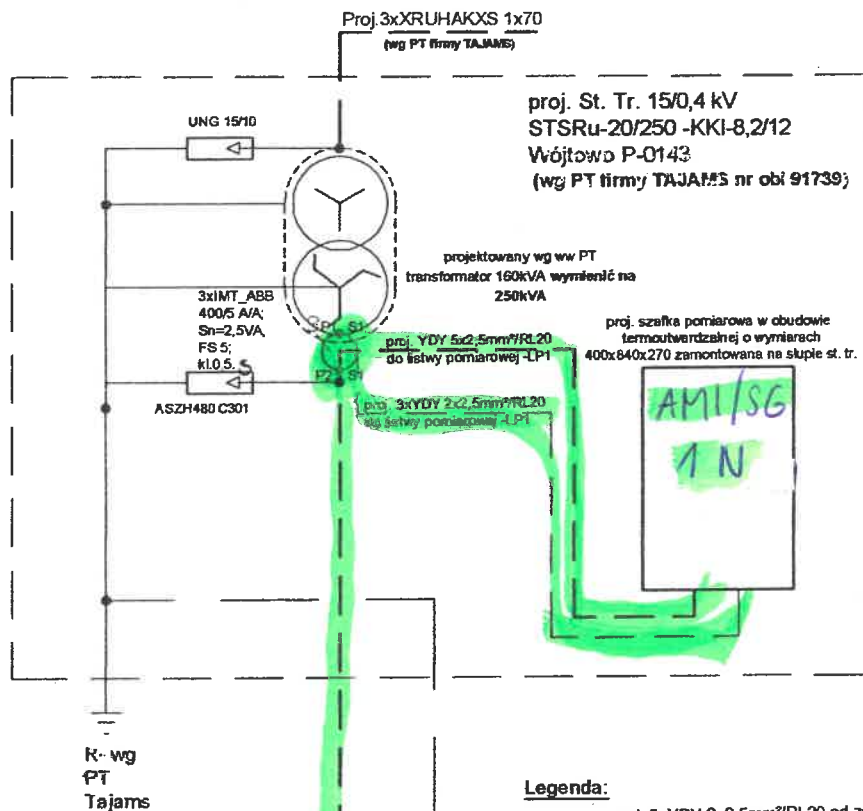 Proj.3xXRUHAKXS 1x70
(wg PT firmy TAJAMS)
proj. St. Tr. 15/0,4 kV
STSRu-20/250 -KKI-8,2/12
Wójtowo P-0143
(wg PT firmy TAJAMS nr obi 91739)
UNG 15/10
projektowany wg ww PT
transformator 160kVA wymienić na
250kVA
3xIMT_ABB
400/5 A/A;
Sn=2,5VA,
FS 5;
kl.0 5. S
P1 S1
P2 S1
ASZH480 C301
proj. YDY 5x2,5mm²/RL20
do listwy pomiarowej -LP1
proj. 3xYDY 2x2,5mm²/RL20
do listwy pomiarowej -LP1
proj. szafka pomiarowa w obudowie
termoutwardzalnej o wymiarach
400x840x270 zamontowana na słupie st. tr.
AMI/SG
1 N
R- wg
PT
Tajams
Legenda: